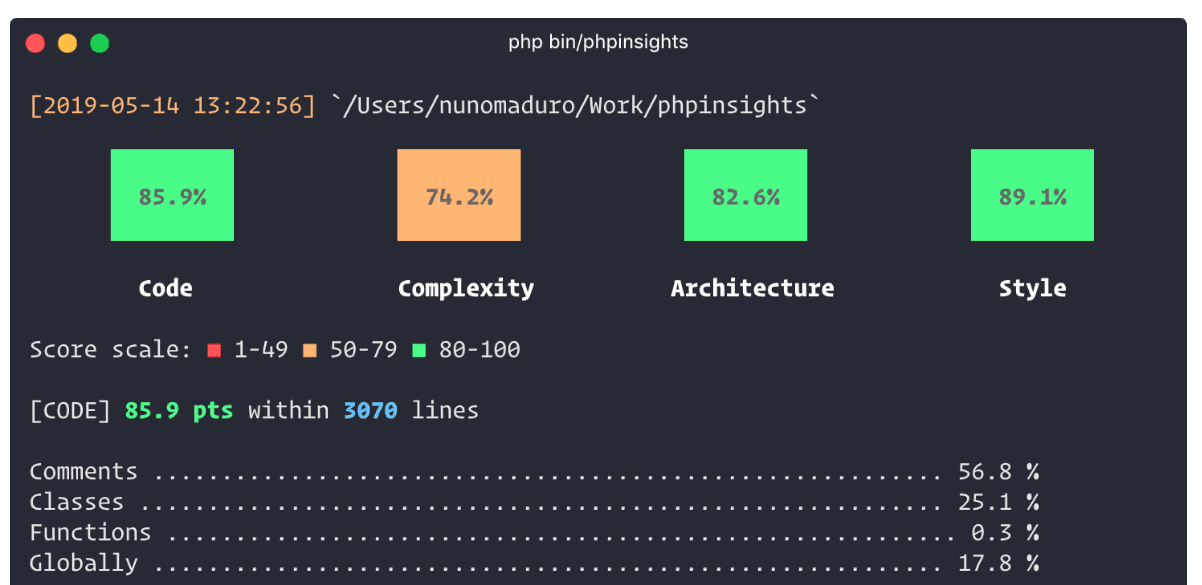 php bin/phpinsights
[2019-05-14 13:22:56] `/Users/nunomaduro/Work/phpinsights`
85.9% 74.2% 82.6% 89.1%
Code Complexity Architecture Style
Score scale: ■ 1-49 ■ 50-79 ■ 80-100
[CODE] 85.9 pts within 3070 lines
Comments .......................................................... 56.8 %
Classes ........................................................... 25.1 %
Functions .......................................................... 0.3 %
Globally .......................................................... 17.8 %